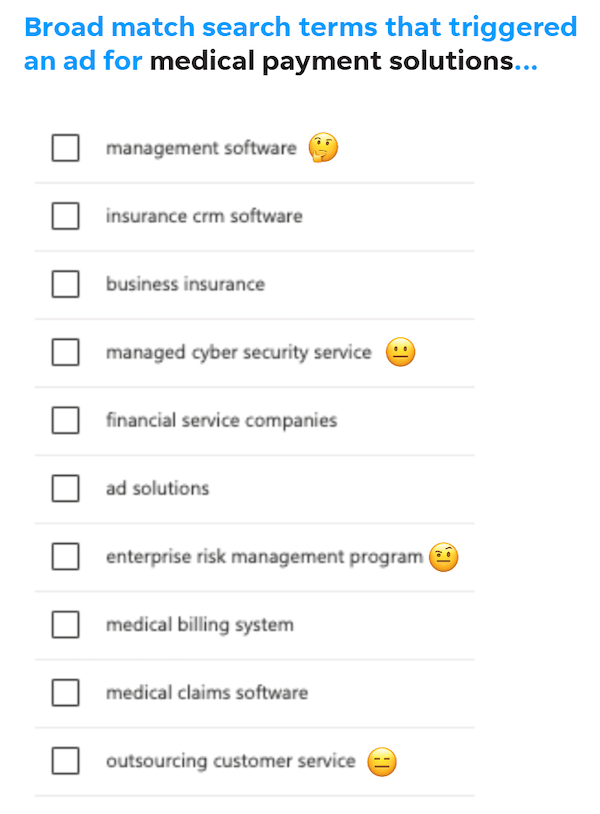 Broad match search terms that triggered
an ad for medical payment solutions...
management software 🤔
insurance crm software
business insurance
managed cyber security service 😐
financial service companies
ad solutions
enterprise risk management program 🤨
medical billing system
medical claims software
outsourcing customer service 😑